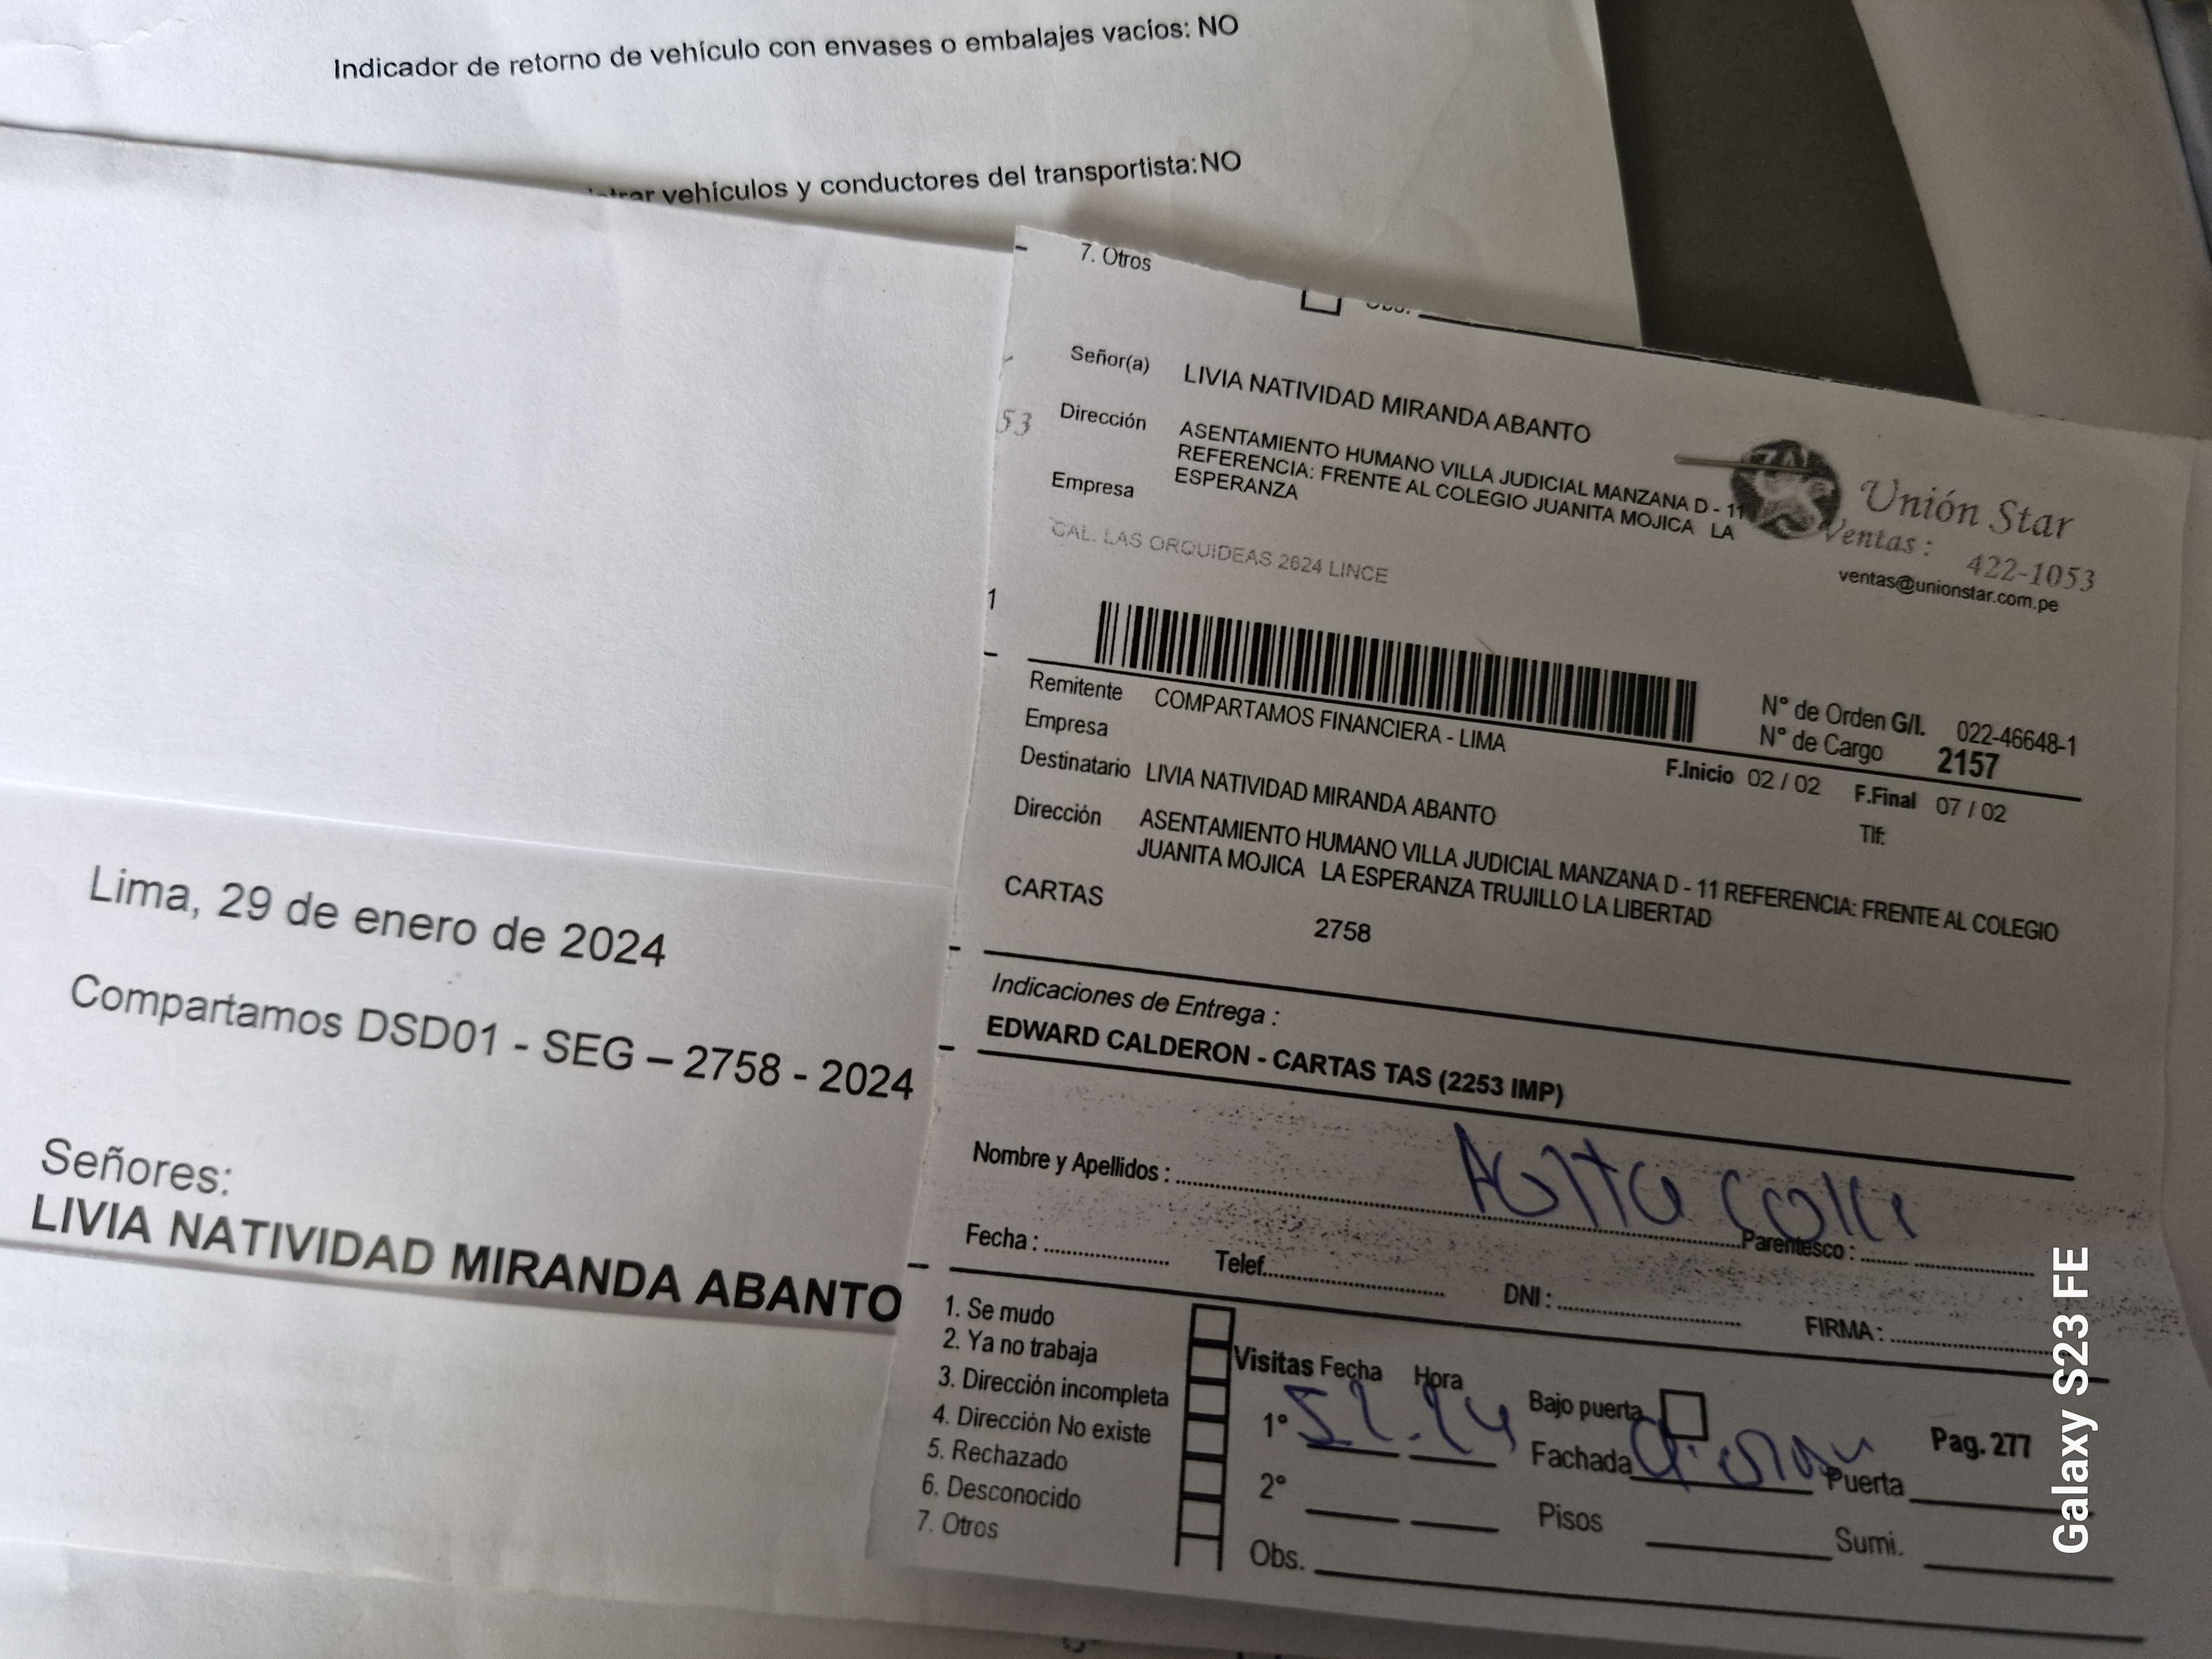 Indicador de retorno de vehículo con envases o embalajes vacíos: NO
vehículos y conductores del transportista:NO
7. Otros
Señor(a) LIVIA NATIVIDAD MIRANDA ABANTO
Dirección ASENTAMIENTO HUMANO VILLA JUDICIAL MANZANA D - 11
REFERENCIA: FRENTE AL COLEGIO JUANITA MOJICA LA
ESPERANZA
Empresa
CAL. LAS ORQUIDEAS 2624 LINCE
Unión Star
Ventas : 422-1053
ventas@unionstar.com.pe
53
1
N° de Orden G/I. 022-46648-1
N° de Cargo 2157
Remitente COMPARTAMOS FINANCIERA - LIMA
Empresa
F.Inicio 02 / 02 F.Final 07 / 02
Destinatario LIVIA NATIVIDAD MIRANDA ABANTO
Tlf:
Dirección ASENTAMIENTO HUMANO VILLA JUDICIAL MANZANA D - 11 REFERENCIA: FRENTE AL COLEGIO
JUANITA MOJICA LA ESPERANZA TRUJILLO LA LIBERTAD
CARTAS 2758
Indicaciones de Entrega :
EDWARD CALDERON - CARTAS TAS (2253 IMP)
Nombre y Apellidos : Parentesco :
Fecha : Telef. DNI : FIRMA :
1. Se mudo
2. Ya no trabaja
3. Dirección incompleta
4. Dirección No existe
5. Rechazado
6. Desconocido
7. Otros
Visitas Fecha Hora
1°
2°
Obs.
Bajo puerta
Fachada Puerta
Pisos Sumi.
Pag. 277
Lima, 29 de enero de 2024
Compartamos DSD01 - SEG – 2758 - 2024
Señores:
LIVIA NATIVIDAD MIRANDA ABANTO
Galaxy S23 FE